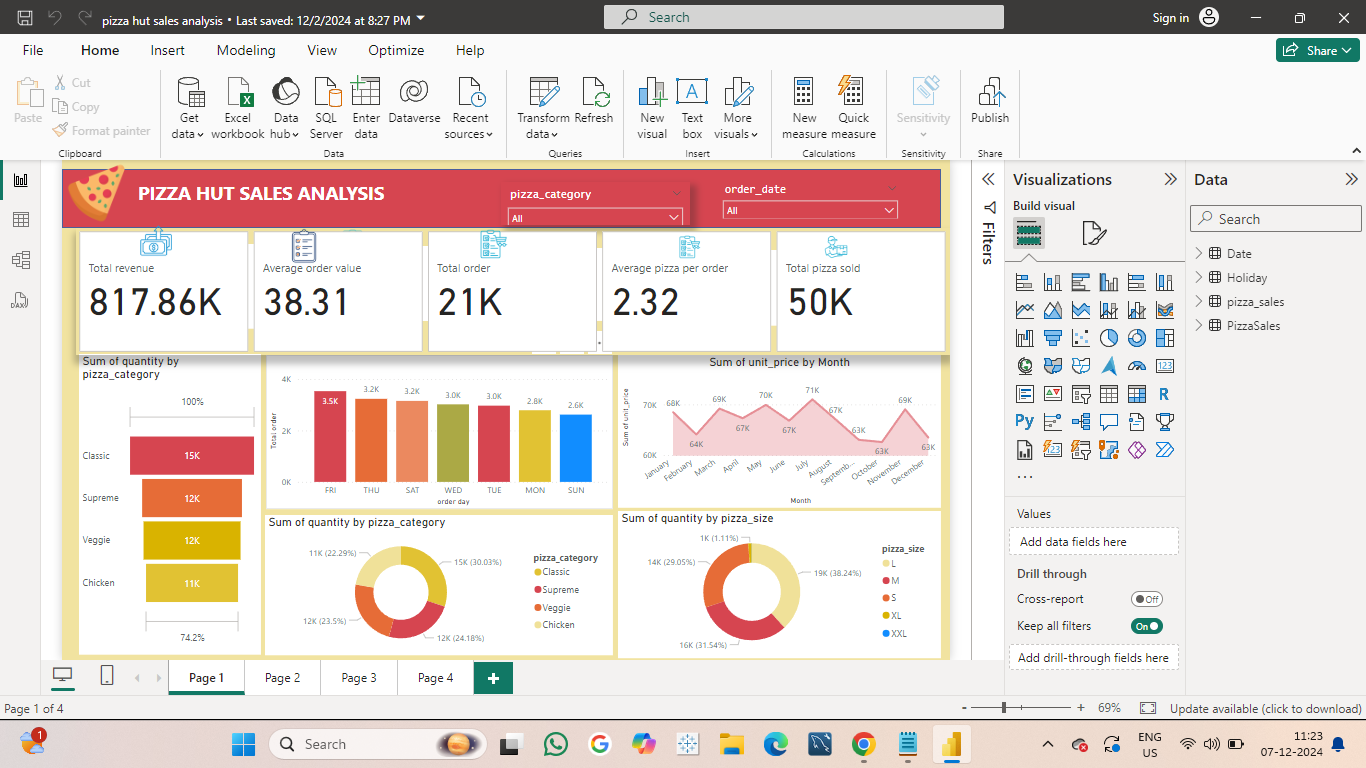 pizza hut sales analysis • Last saved: 12/2/2024 at 8:27 PM
Search
Sign in
File Home Insert Modeling View Optimize Help
Share
Paste
Cut
Copy
Format painter
Clipboard
Get data
Excel workbook
Data hub
SQL Server
Enter data
Dataverse
Recent sources
Data
Transform data
Refresh
Queries
New visual
Text box
More visuals
Insert
New measure
Quick measure
Calculations
Sensitivity
Sensitivity
Publish
Share
PIZZA HUT SALES ANALYSIS
pizza_category
All
order_date
All
Total revenue
817.86K
Average order value
38.31
Total order
21K
Average pizza per order
2.32
Total pizza sold
50K
Sum of quantity by
pizza_category
100%
Classic 15K
Supreme 12K
Veggie 12K
Chicken 11K
74.2%
Total order
4K
2K
0K
3.5K 3.2K 3.2K 3.0K 3.0K 2.8K 2.6K
FRI THU SAT WED TUE MON SUN
order day
Sum of unit_price by Month
Sum of unit_price
70K
60K
68K 64K 69K 67K 70K 67K 71K 67K 63K 63K 69K 63K
January February March April May June July August Septemb... October November December
Month
Sum of quantity by pizza_category
11K (22.29%)
15K (30.03%)
12K (23.5%)
12K (24.18%)
pizza_category
Classic
Supreme
Veggie
Chicken
Sum of quantity by pizza_size
1K (1.11%)
14K (29.05%)
19K (38.24%)
16K (31.54%)
pizza_size
L
M
S
XL
XXL
Filters
Visualizations
Build visual
R
Py
123
123
...
Values
Add data fields here
Drill through
Cross-report Off
Keep all filters On
Add drill-through fields here
Data
Search
Date
Holiday
pizza_sales
PizzaSales
DAX
Page 1 Page 2 Page 3 Page 4 +
Page 1 of 4
- + 69%
Update available (click to download)
1
Search
ENG
US
11:23
07-12-2024